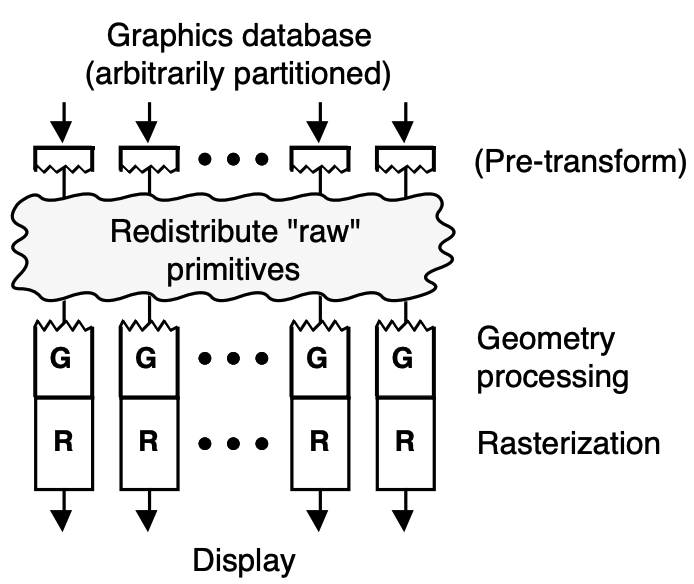 Graphics database
(arbitrarily partitioned)
(Pre-transform)
Redistribute "raw"
primitives
G G G G
Geometry
processing
R R R R
Rasterization
Display